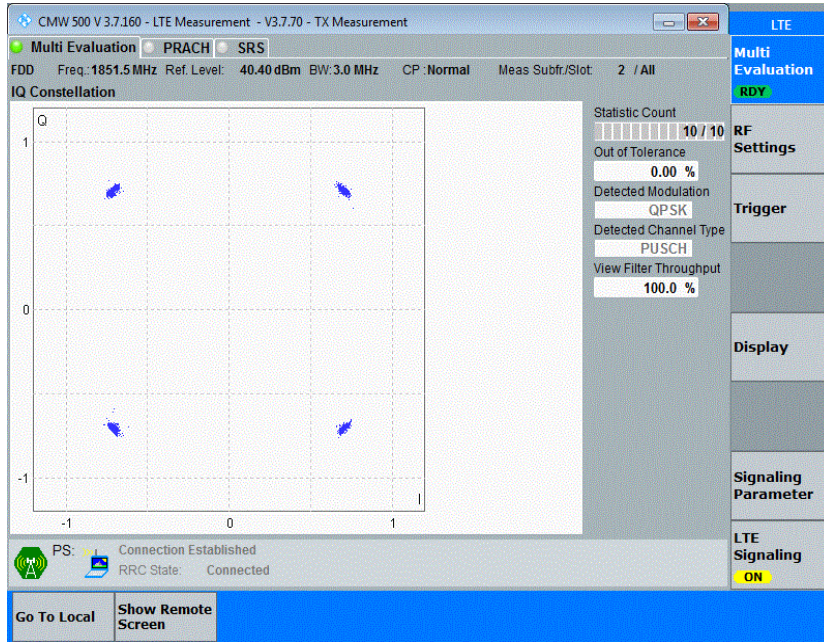 CMW 500 V 3.7.160 - LTE Measurement - V3.7.70 - TX Measurement
LTE
Multi Evaluation PRACH SRS
Multi
Evaluation
RDY
FDD Freq.: 1851.5 MHz Ref. Level: 40.40 dBm BW: 3.0 MHz CP : Normal Meas Subfr./Slot: 2 / All
IQ Constellation
Q
1
0
-1
I
-1 0 1
Statistic Count
10 / 10
Out of Tolerance
0.00 %
Detected Modulation
QPSK
Detected Channel Type
PUSCH
View Filter Throughput
100.0 %
RF
Settings
Trigger
Display
Signaling
Parameter
LTE
Signaling
ON
PS: Connection Established
RRC State: Connected
Go To Local
Show Remote
Screen